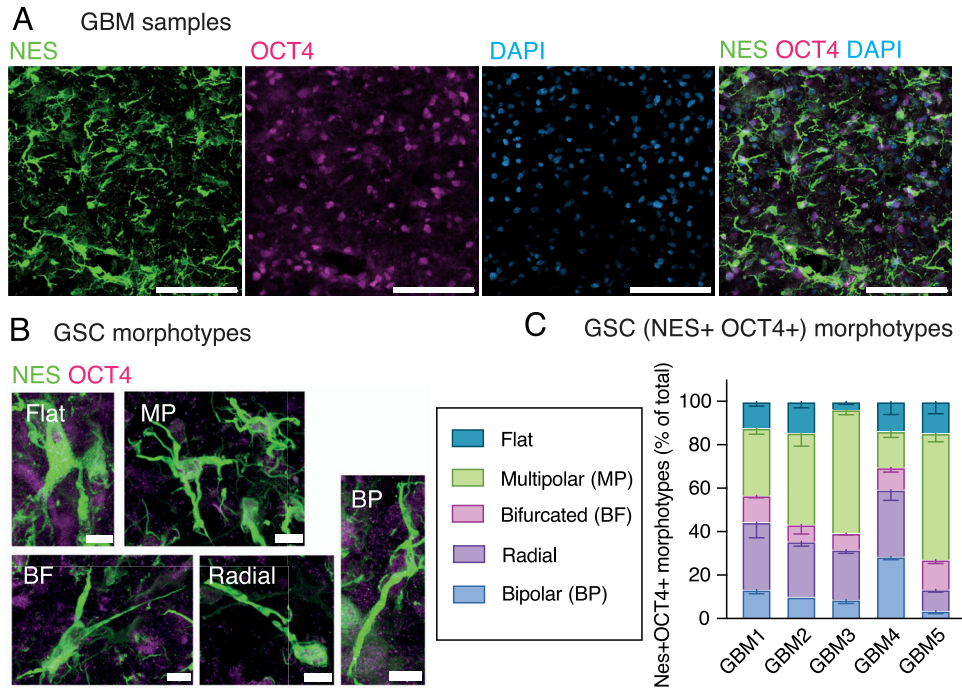 A GBM samples
NES
OCT4
DAPI
NES OCT4 DAPI
B GSC morphotypes
NES OCT4
Flat
MP
BP
BF
Radial
C GSC (NES+ OCT4+) morphotypes
Flat
Multipolar (MP)
Bifurcated (BF)
Radial
Bipolar (BP)
Nes+OCT4+ morphotypes (% of total)
100
80
60
40
20
0
GBM1
GBM2
GBM3
GBM4
GBM5